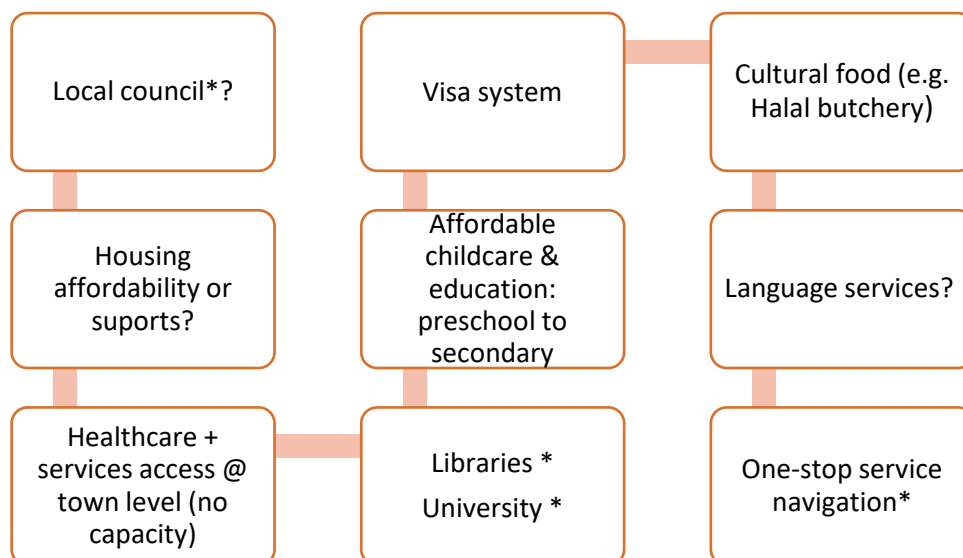 Local council*?
Housing
affordability or
suports?
Healthcare +
services access @
town level (no
capacity)
Libraries *
University *
Affordable
childcare &
education:
preschool to
secondary
Visa system
Cultural food (e.g.
Halal butchery)
Language services?
One-stop service
navigation*